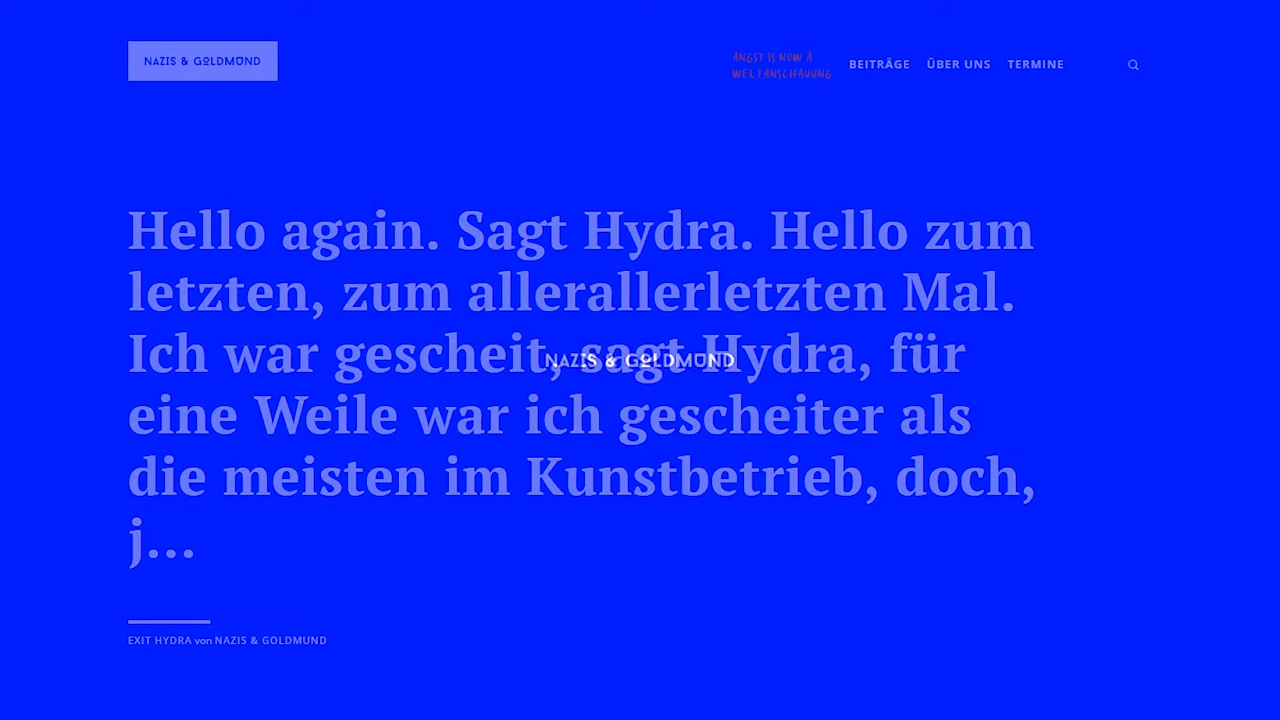 NAZIS & GOLDMUND
ANGST IS NOW A
WELTANSCHAUUNG
BEITRÄGE ÜBER UNS TERMINE
Hello again. Sagt Hydra. Hello zum
letzten, zum allerallerletzten Mal.
Ich war gescheit, sagt Hydra, für
NAZIS & GOLDMUND
eine Weile war ich gescheiter als
die meisten im Kunstbetrieb, doch,
j...
EXIT HYDRA von NAZIS & GOLDMUND